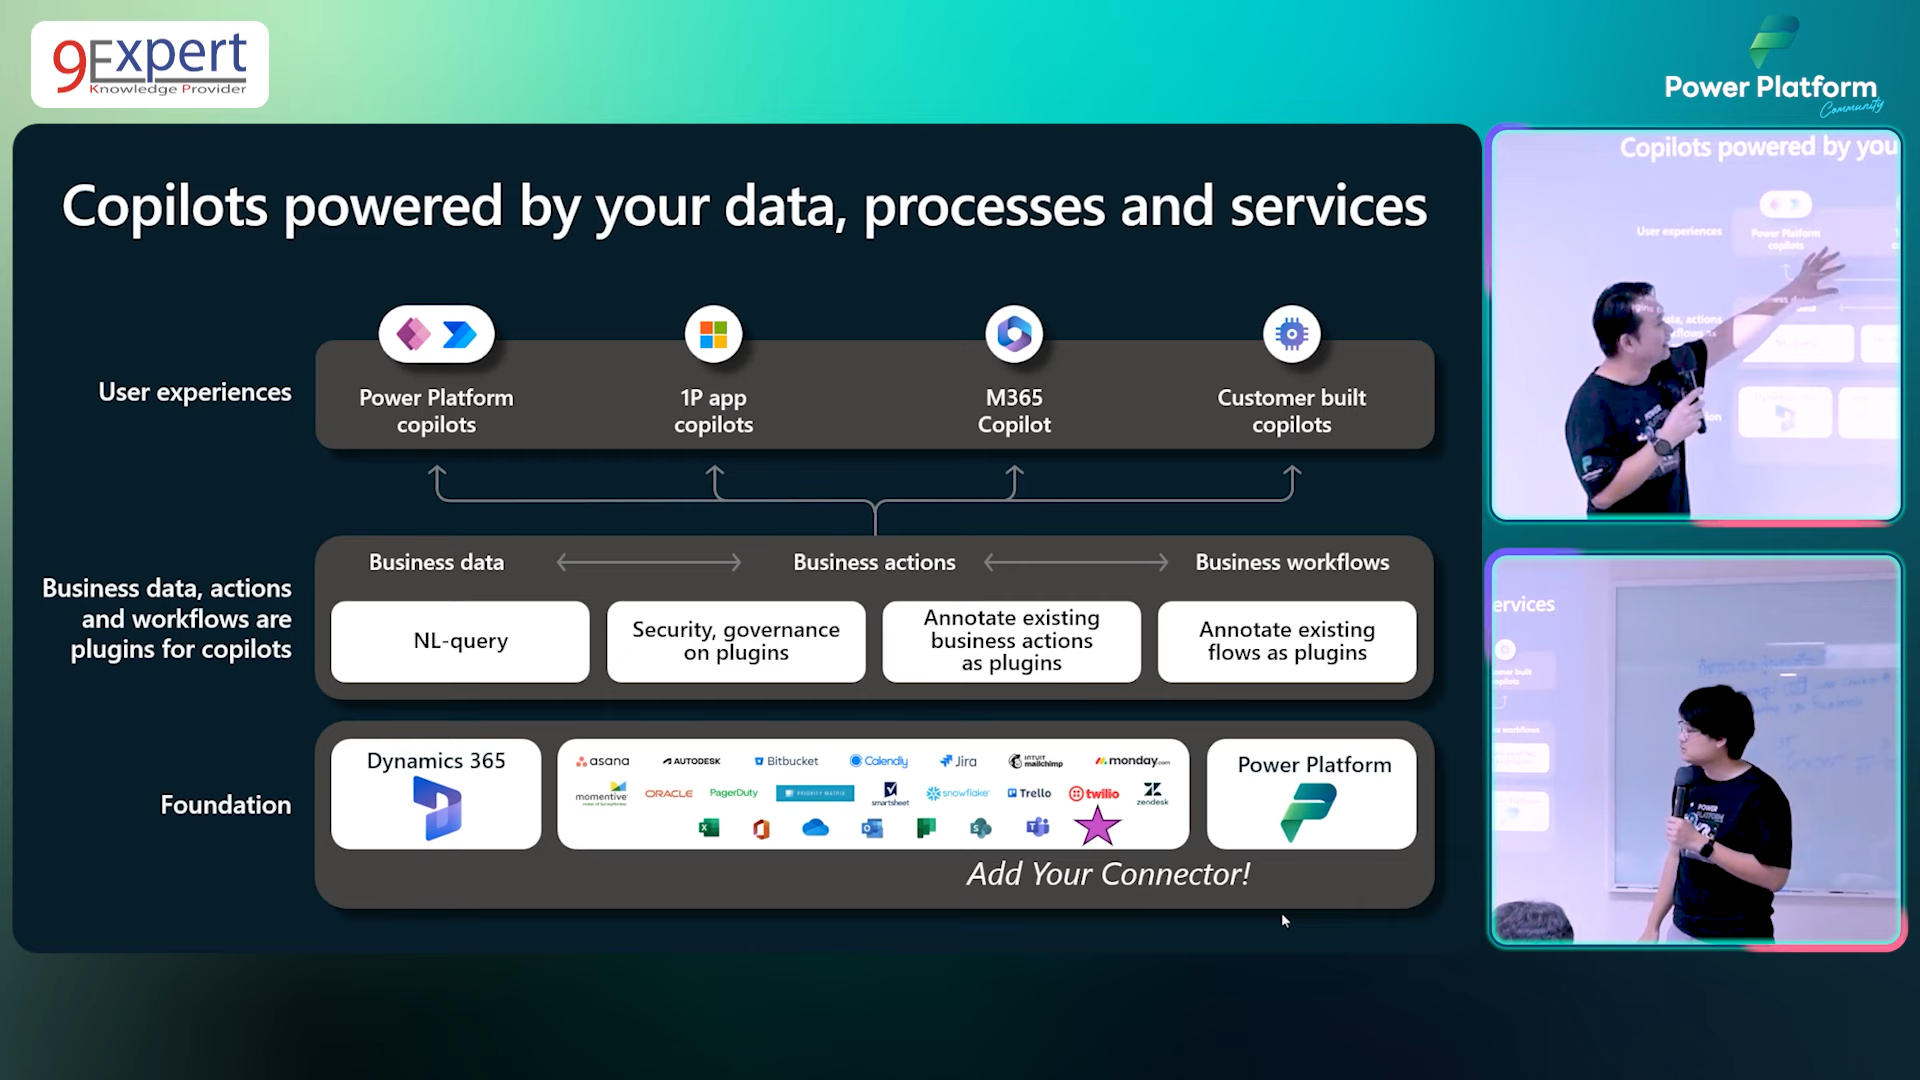 9Expert
Knowledge Provider
Power Platform
Community
Copilots powered by your data, processes and services
User experiences
Power Platform
copilots
1P app
copilots
M365
Copilot
Customer built
copilots
Business data, actions
and workflows are
plugins for copilots
Business data
Business actions
Business workflows
NL-query
Security, governance
on plugins
Annotate existing
business actions
as plugins
Annotate existing
flows as plugins
Foundation
Dynamics 365
asana
AUTODESK
Bitbucket
Calendly
Jira
INTUIT
mailchimp
monday.com
momentive
ORACLE
PagerDuty
PRIORITY MATRIX
smartsheet
snowflake
Trello
twilio
zendesk
Power Platform
Add Your Connector!
Copilots powered by you
User experiences
Power Platform
copilots
ervices